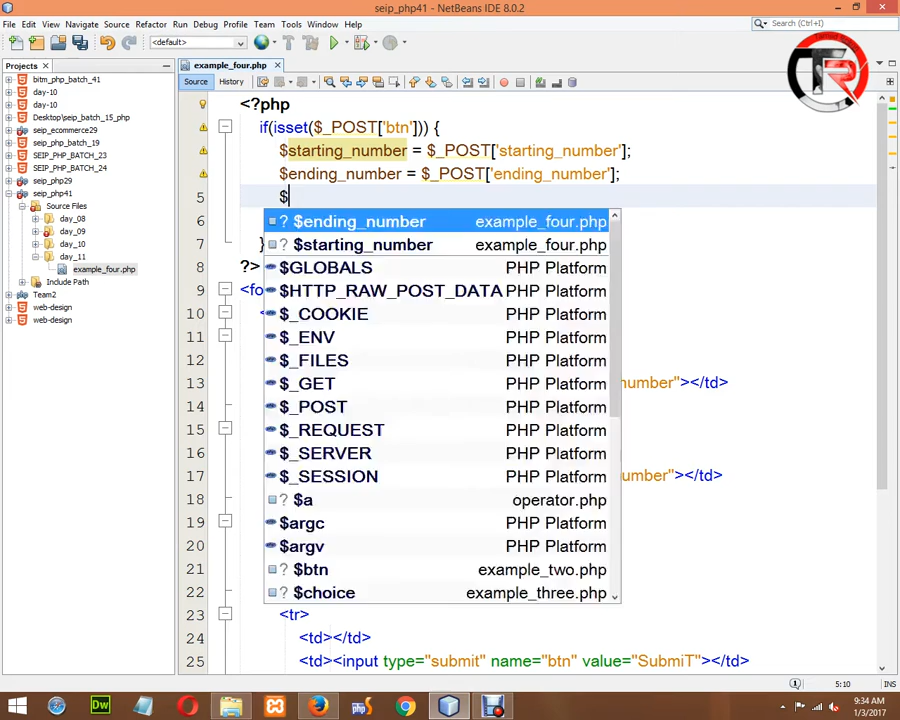 seip_php41 - NetBeans IDE 8.0.2
File Edit View Navigate Source Refactor Run Debug Profile Team Tools Window Help
Search (Ctrl+I)
<default>
Projects
example_four.php
Source History
bitm_php_batch_41
day-10
day-10
Desktop\seip_batch_15_php
seip_ecommerce29
seip_php_batch_19
SEIP_PHP_BATCH_23
SEIP_PHP_BATCH_24
seip_php29
seip_php41
Source Files
day_08
day_09
day_10
day_11
example_four.php
Include Path
Team2
web-design
web-design
<?php
if(isset($_POST['btn'])) {
$starting_number = $_POST['starting_number'];
$ending_number = $_POST['ending_number'];
5 $
6 ? $ending_number example_four.php
7 } ? $starting_number example_four.php
8 ?> $GLOBALS PHP Platform
9 <fo $HTTP_RAW_POST_DATA PHP Platform
10 < $_COOKIE PHP Platform
11 $_ENV PHP Platform
12 $_FILES PHP Platform
13 $_GET PHP Platform number"></td>
14 $_POST PHP Platform
15 $_REQUEST PHP Platform
16 $_SERVER PHP Platform
17 $_SESSION PHP Platform number"></td>
18 ? $a operator.php
19 $argc PHP Platform
20 $argv PHP Platform
21 ? $btn example_two.php
22 ? $choice example_three.php
23 <tr>
24 <td></td>
25 <td><input type="submit" name="btn" value="SubmiT"></td>
5:10 INS
Dw
php
9:34 AM
1/3/2017